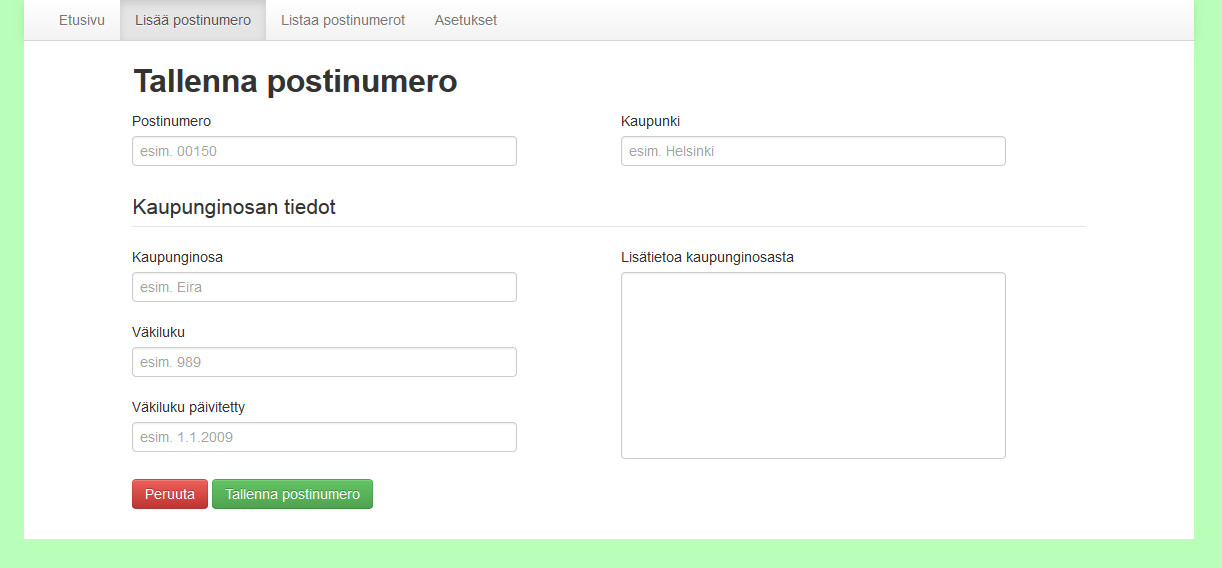 Etusivu Lisää postinumero Listaa postinumerot Asetukset
Tallenna postinumero
Postinumero Kaupunki
esim. 00150 esim. Helsinki
Kaupunginosan tiedot
Kaupunginosa Lisätietoa kaupunginosasta
esim. Eira
Väkiluku
esim. 989
Väkiluku päivitetty
esim. 1.1.2009
Peruuta Tallenna postinumero